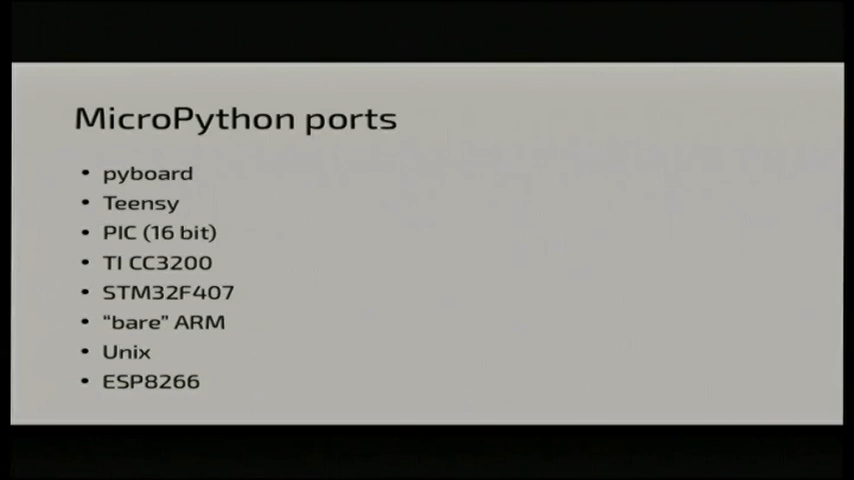 MicroPython ports
• pyboard
• Teensy
• PIC (16 bit)
• TI CC3200
• STM32F407
• “bare” ARM
• Unix
• ESP8266